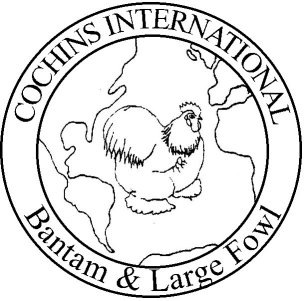 COCHINS INTERNATIONAL
Bantam & Large Fowl